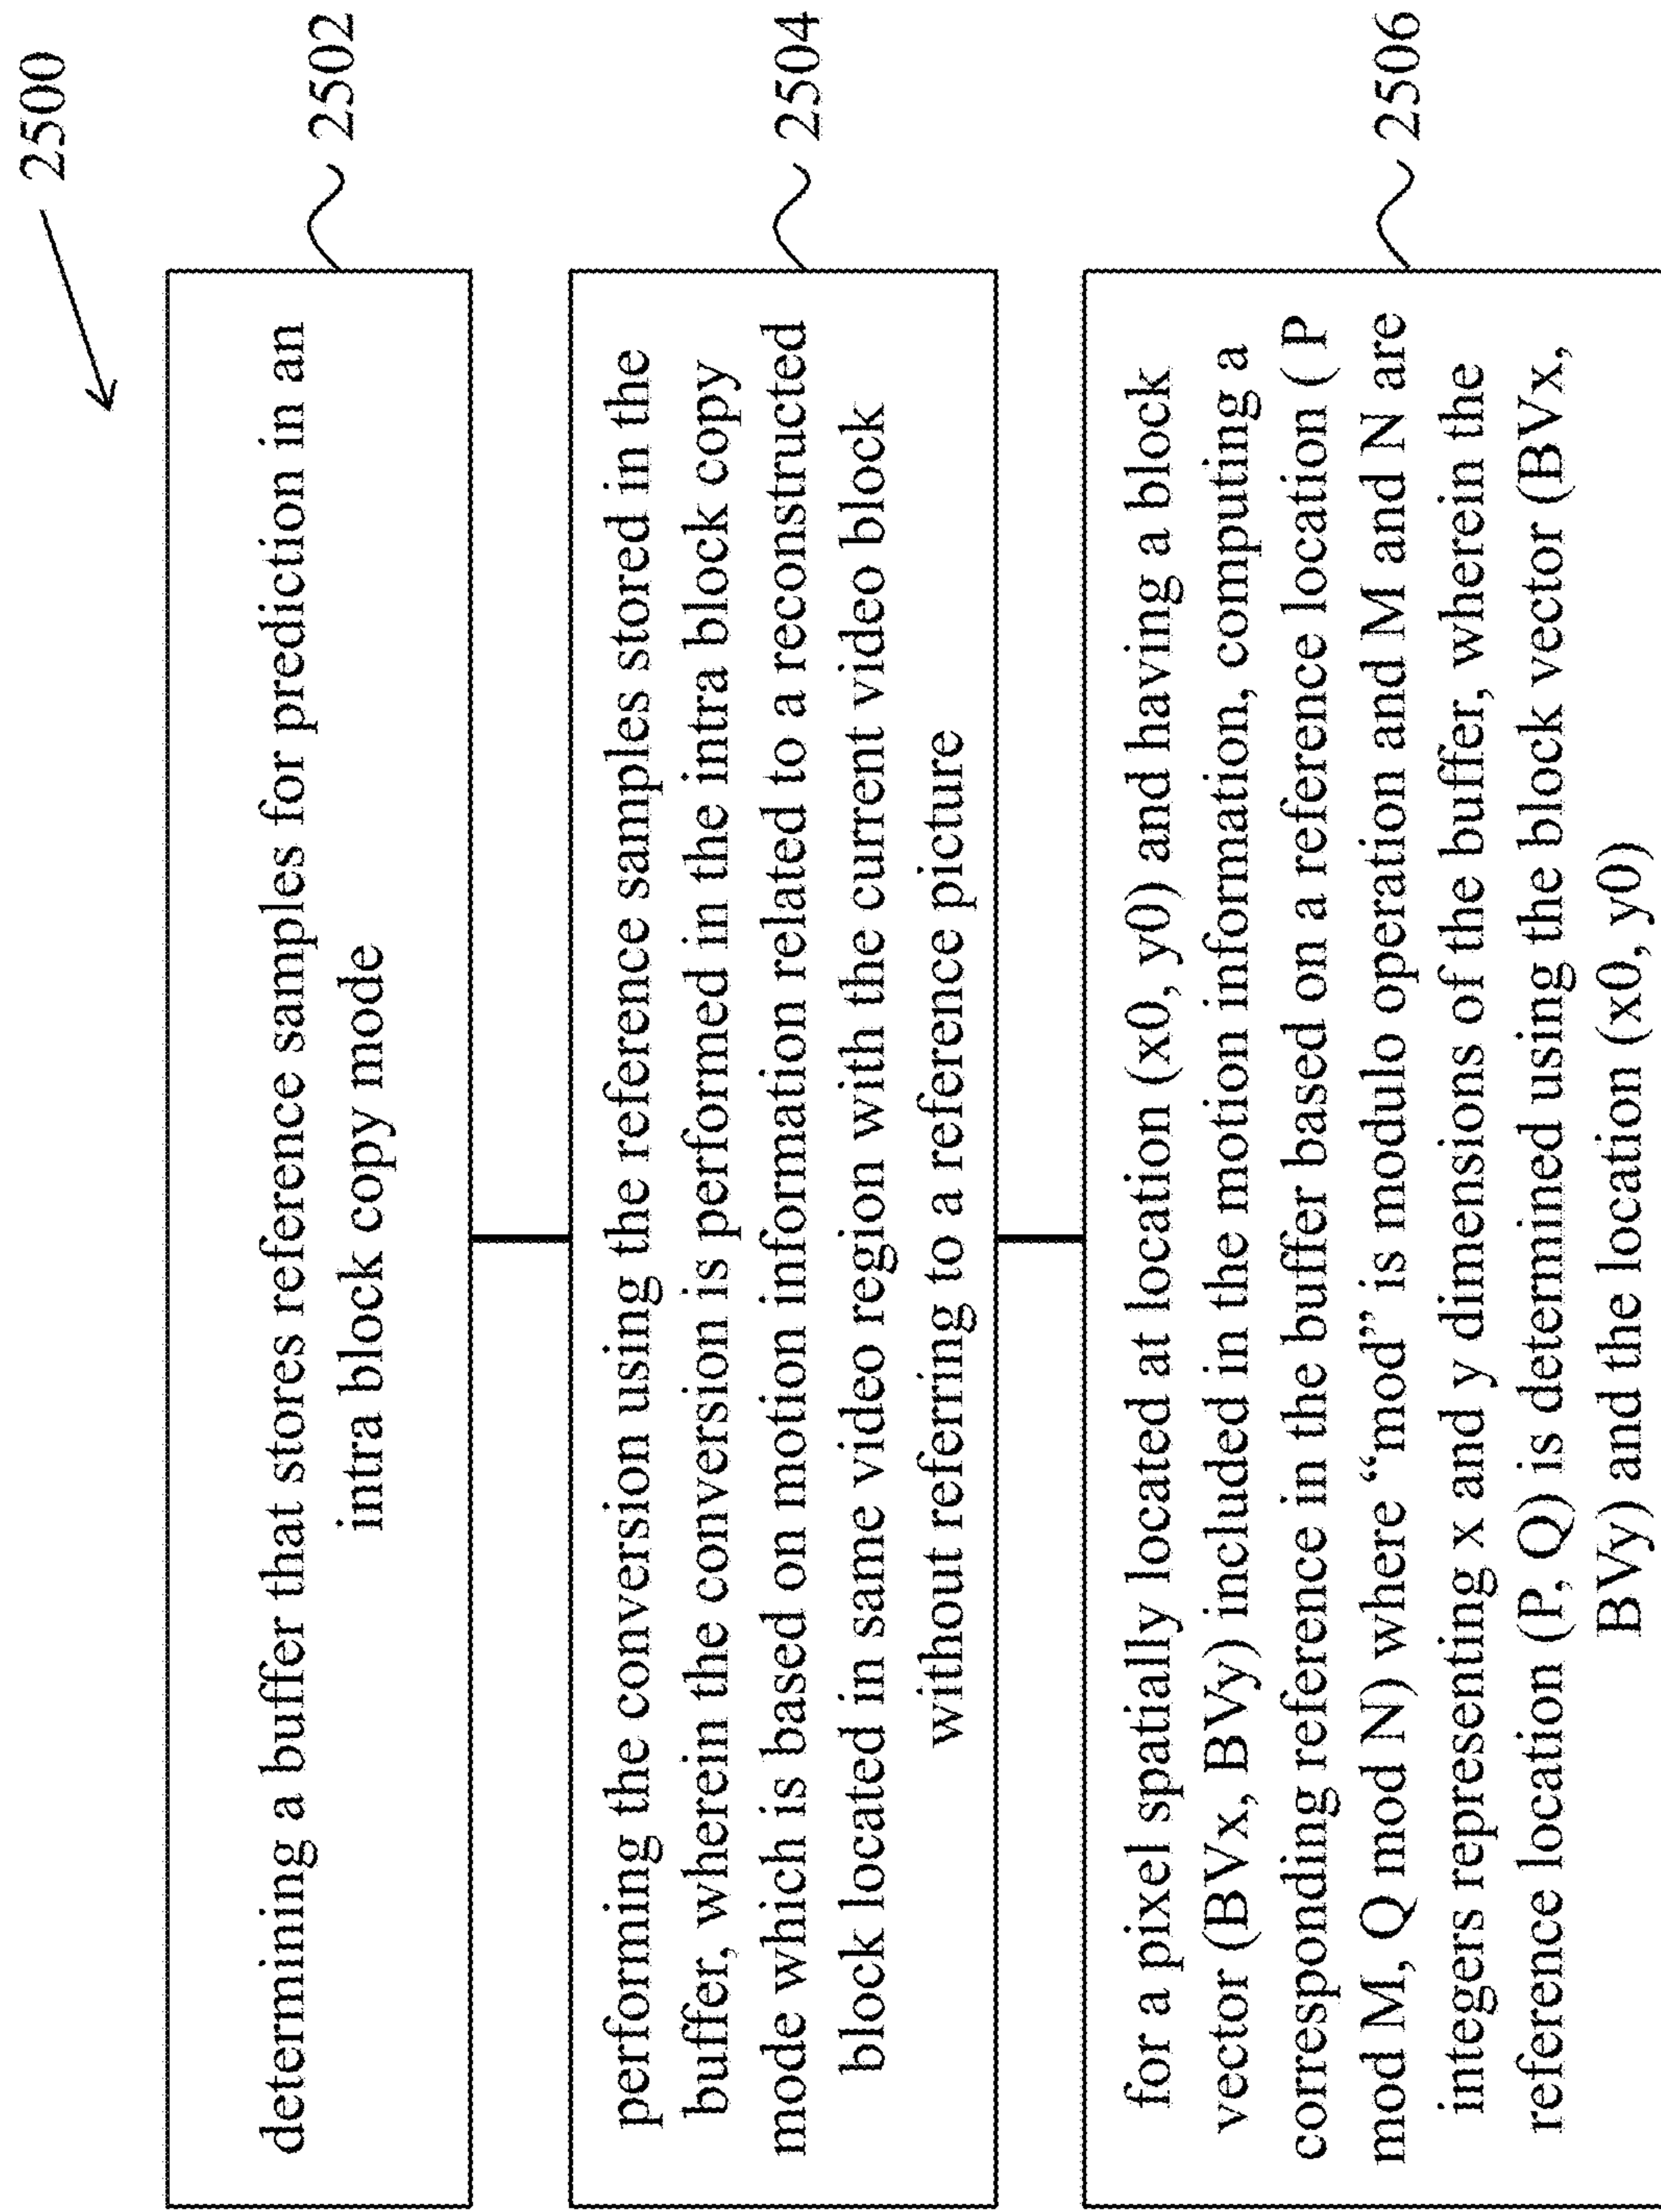 2500
determining a buffer that stores reference samples for prediction in an
intra block copy mode
2502
performing the conversion using the reference samples stored in the
buffer, wherein the conversion is performed in the intra block copy
mode which is based on motion information related to a reconstructed
block located in same video region with the current video block
without referring to a reference picture
2504
for a pixel spatially located at location (x0, y0) and having a block
vector (BVx, BVy) included in the motion information, computing a
corresponding reference in the buffer based on a reference location ( P
mod M, Q mod N) where “mod” is modulo operation and M and N are
integers representing x and y dimensions of the buffer, wherein the
reference location (P, Q) is determined using the block vector (BVx,
BVy) and the location (x0, y0)
2506